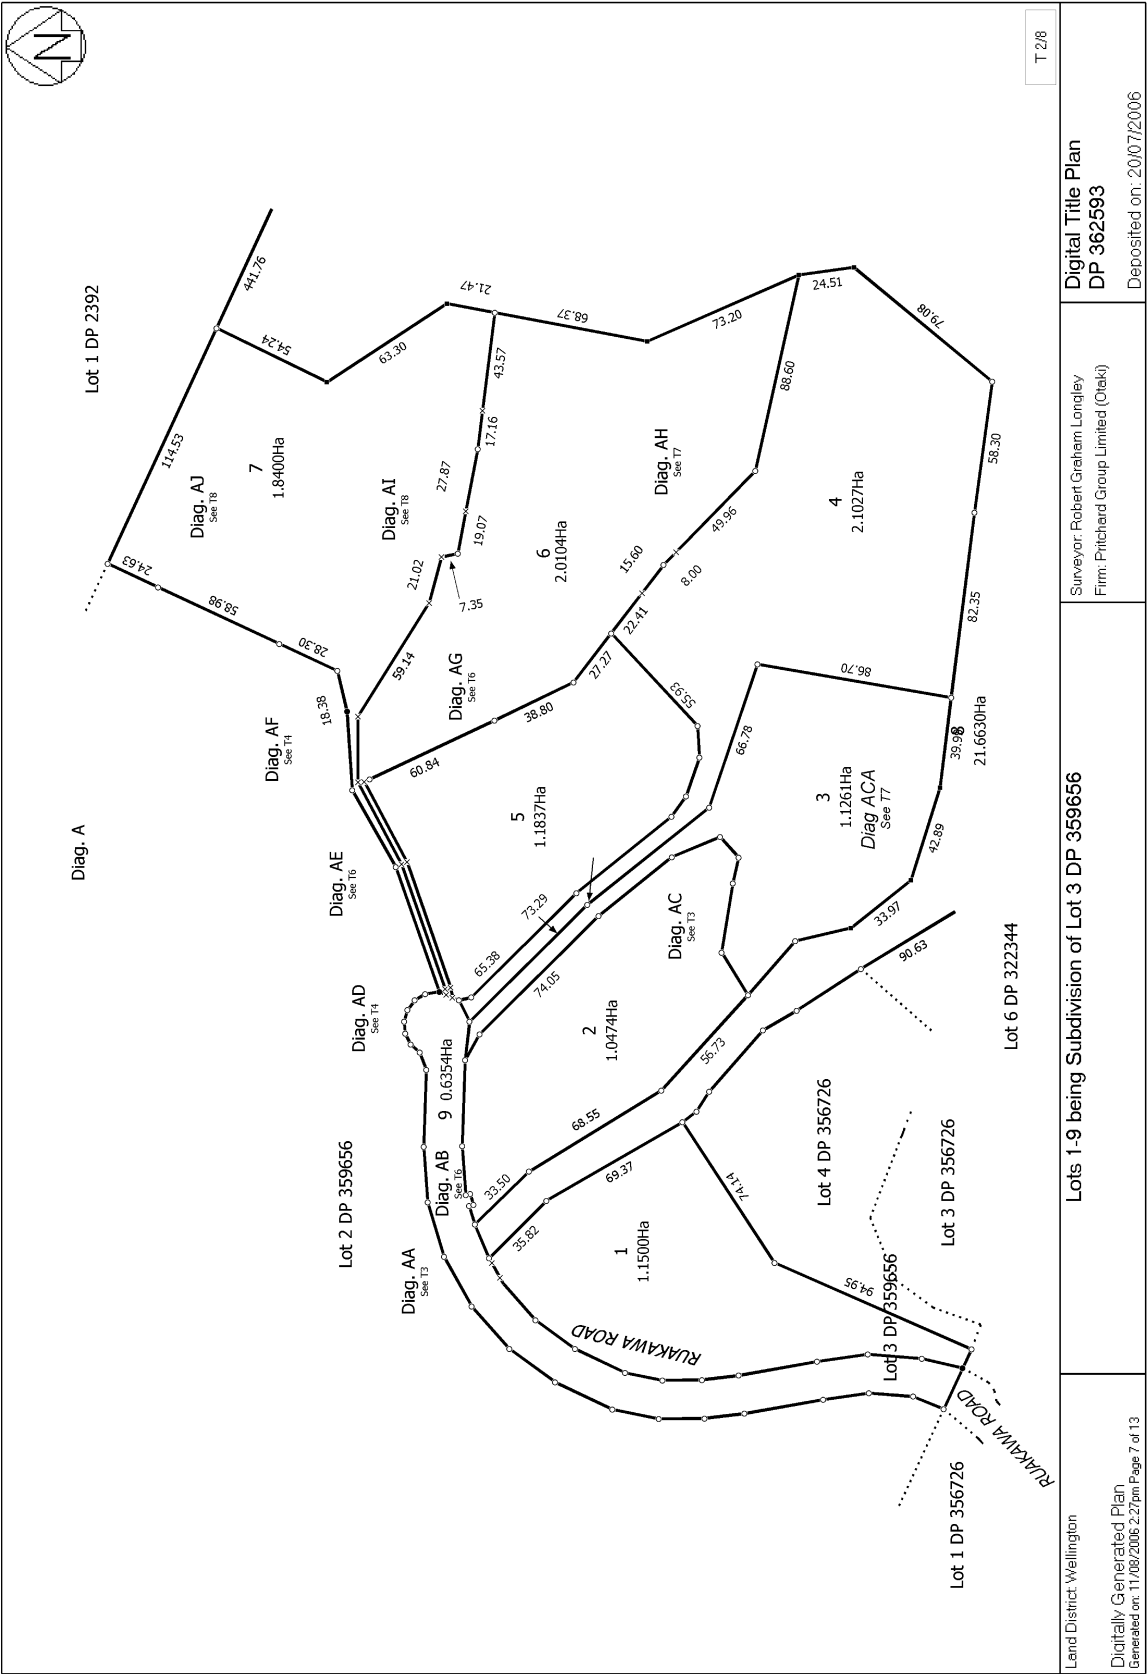 N
T 2/8
Lot 1 DP 2392
441.76
114.53
54.24
63.30
21.47
Diag. AJ
See T8
7
1.8400Ha
24.63
58.98
28.30
18.38
Diag. AI
See T8
43.57
17.16
27.87
19.07
21.02
7.35
59.14
68.37
73.20
24.51
79.08
58.30
82.35
88.60
Diag. AH
See T7
6
2.0104Ha
49.96
15.60
8.00
22.41
27.27
4
2.1027Ha
Diag. AG
See T6
38.80
60.84
55.93
86.70
Diag. AF
See T4
Diag. A
Diag. AE
See T6
5
1.1837Ha
66.78
3
1.1261Ha
Diag ACA
See T7
8
39.98
21.6630Ha
42.89
33.97
90.63
73.29
65.38
74.05
Diag. AC
See T3
Diag. AD
See T4
9 0.6354Ha
2
1.0474Ha
56.73
68.55
Lot 6 DP 322344
Lot 2 DP 359656
Diag. AB
See T6
33.50
35.82
69.37
74.14
Lot 4 DP 356726
Lot 3 DP 356726
Diag. AA
See T3
1
1.1500Ha
94.95
Lot 3 DP 359656
RUAKAWA ROAD
RUAKAWA ROAD
Lot 1 DP 356726
Land District: Wellington
Digitally Generated Plan
Generated on: 11/08/2006 2:27pm Page 7 of 13
Lots 1-9 being Subdivision of Lot 3 DP 359656
Surveyor: Robert Graham Longley
Firm: Pritchard Group Limited (Otaki)
Digital Title Plan
DP 362593
Deposited on: 20/07/2006